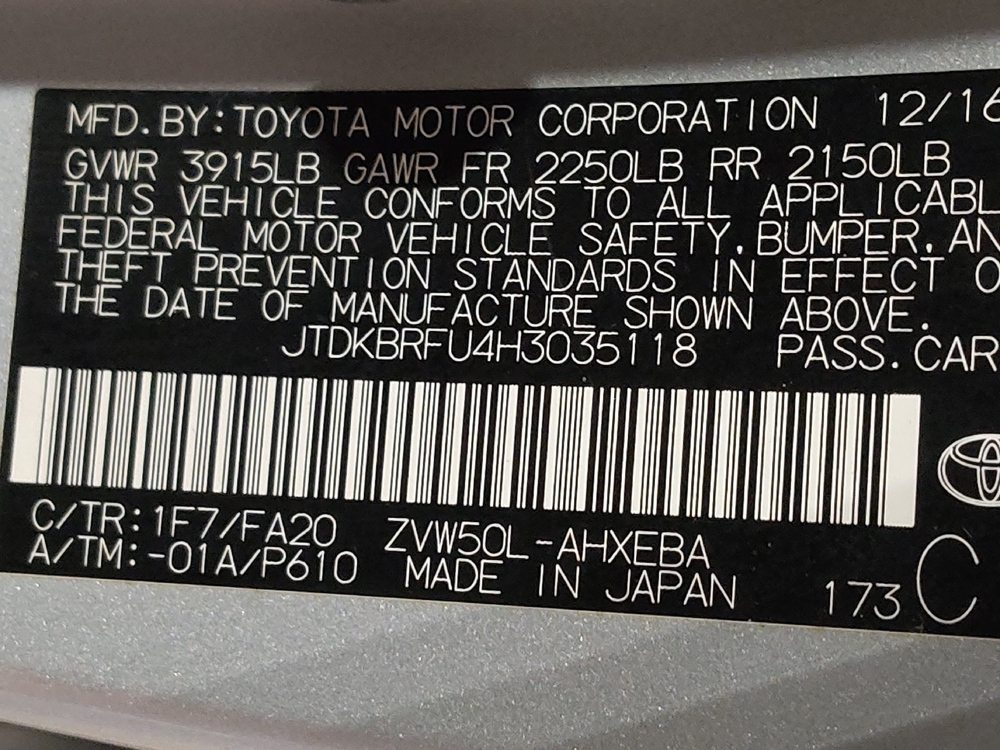 MFD.BY:TOYOTA MOTOR CORPORATION 12/16
GVWR 3915LB GAWR FR 2250LB RR 2150LB
THIS VEHICLE CONFORMS TO ALL APPLICABL
FEDERAL MOTOR VEHICLE SAFETY,BUMPER,AN
THEFT PREVENTION STANDARDS IN EFFECT O
THE DATE OF MANUFACTURE SHOWN ABOVE.
JTDKBRFU4H3035118 PASS.CAR
C/TR:1F7/FA20 ZVW50L-AHXEBA
A/TM:-01A/P610 MADE IN JAPAN 173 C